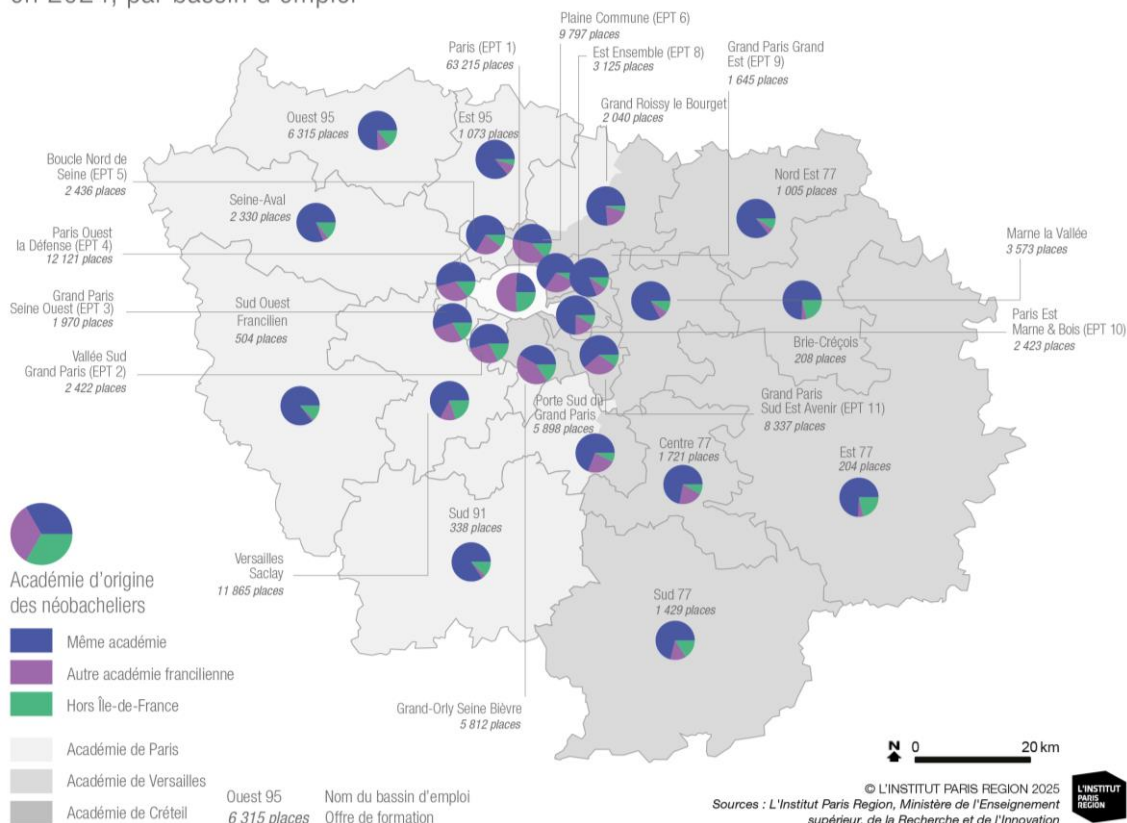 en 2024, par bassin d'emploi
Plaine Commune (EPT 6)
9 797 places
Paris (EPT 1)
63 215 places
Est Ensemble (EPT 8)
3 125 places
Grand Paris Grand
Est (EPT 9)
1 645 places
Grand Roissy le Bourget
2 040 places
Ouest 95
6 315 places
Est 95
1 073 places
Boucle Nord de
Seine (EPT 5)
2 436 places
Nord Est 77
1 005 places
Seine-Aval
2 330 places
Paris Ouest
la Défense (EPT 4)
12 121 places
Marne la Vallée
3 573 places
Grand Paris
Seine Ouest (EPT 3)
1 970 places
Sud Ouest
Francilien
504 places
Paris Est
Marne & Bois (EPT 10)
2 423 places
Brie-Créçois
208 places
Vallée Sud
Grand Paris (EPT 2)
2 422 places
Porte Sud du
Grand Paris
5 898 places
Grand Paris
Sud Est Avenir (EPT 11)
8 337 places
Centre 77
1 721 places
Est 77
204 places
Sud 91
338 places
Versailles
Saclay
11 865 places
Sud 77
1 429 places
Grand-Orly Seine Bièvre
5 812 places
Académie d'origine
des néobacheliers
Même académie
Autre académie francilienne
Hors Île-de-France
Académie de Paris
Académie de Versailles
Académie de Créteil
Ouest 95
6 315 places
Nom du bassin d'emploi
Offre de formation
N
0
20 km
© L'INSTITUT PARIS REGION 2025
Sources : L'Institut Paris Region, Ministère de l'Enseignement
supérieur, de la Recherche et de l'Innovation
L'INSTITUT
PARIS
REGION